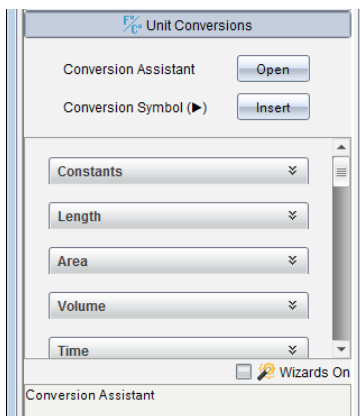 F°/C° Unit Conversions
Conversion Assistant Open
Conversion Symbol (▶) Insert
Constants
Length
Area
Volume
Time
Wizards On
Conversion Assistant